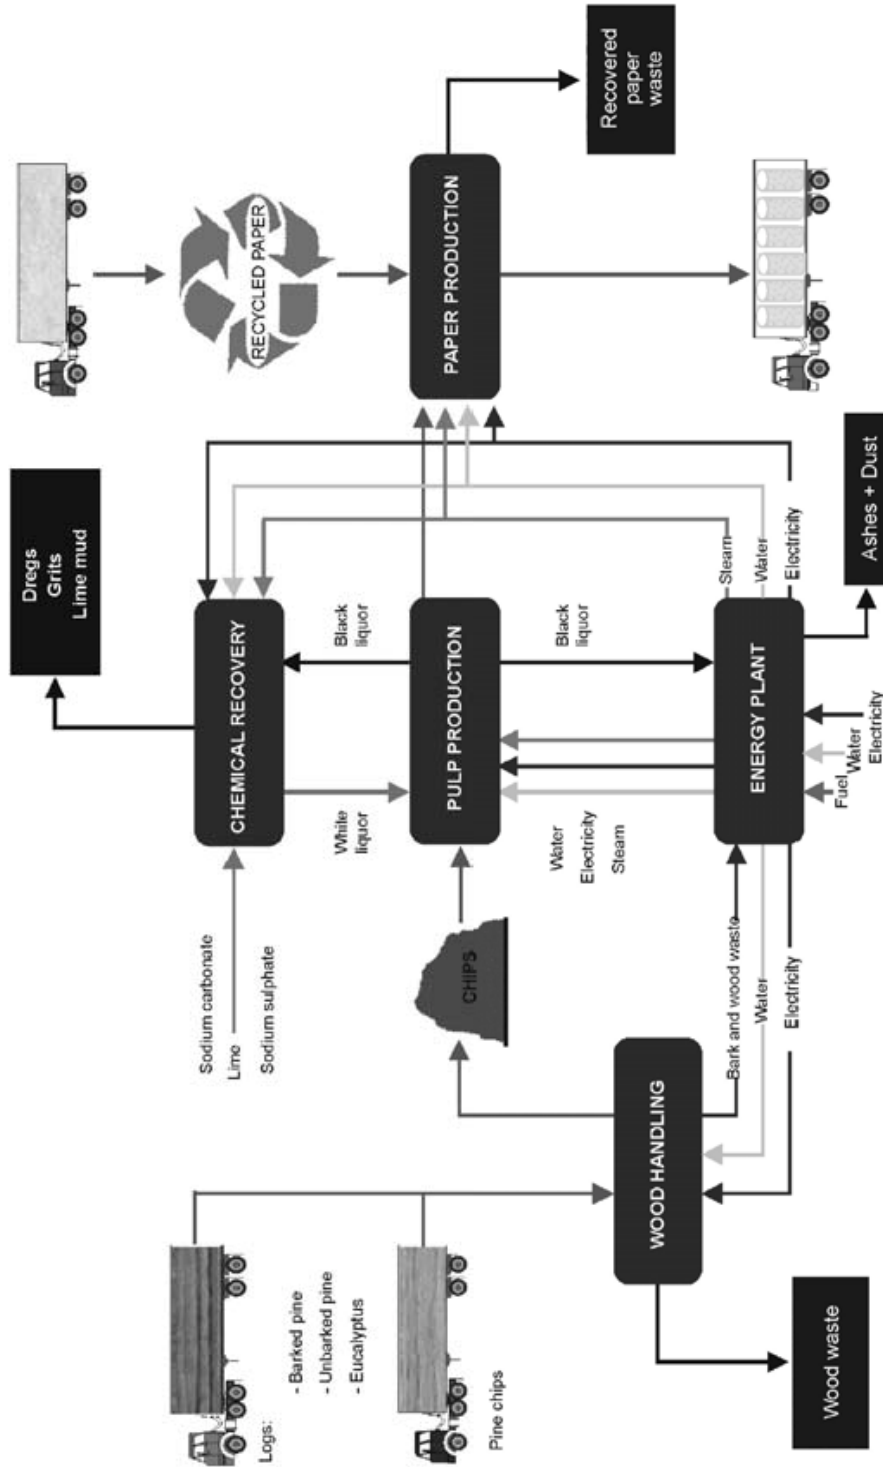 Logs:
- Barked pine
- Unbarked pine
- Eucalyptus
Pine chips
Wood waste
WOOD HANDLING
CHIPS
Bark and wood waste
Water
Electricity
Sodium carbonate
Lime
Sodium sulphate
Dregs
Grits
Lime mud
CHEMICAL RECOVERY
White
liquor
Black
liquor
PULP PRODUCTION
Water
Electricity
Steam
Black
liquor
ENERGY PLANT
Fuel
Water
Electricity
Steam
Water
Electricity
Ashes + Dust
RECYCLED PAPER
PAPER PRODUCTION
Recovered
paper
waste